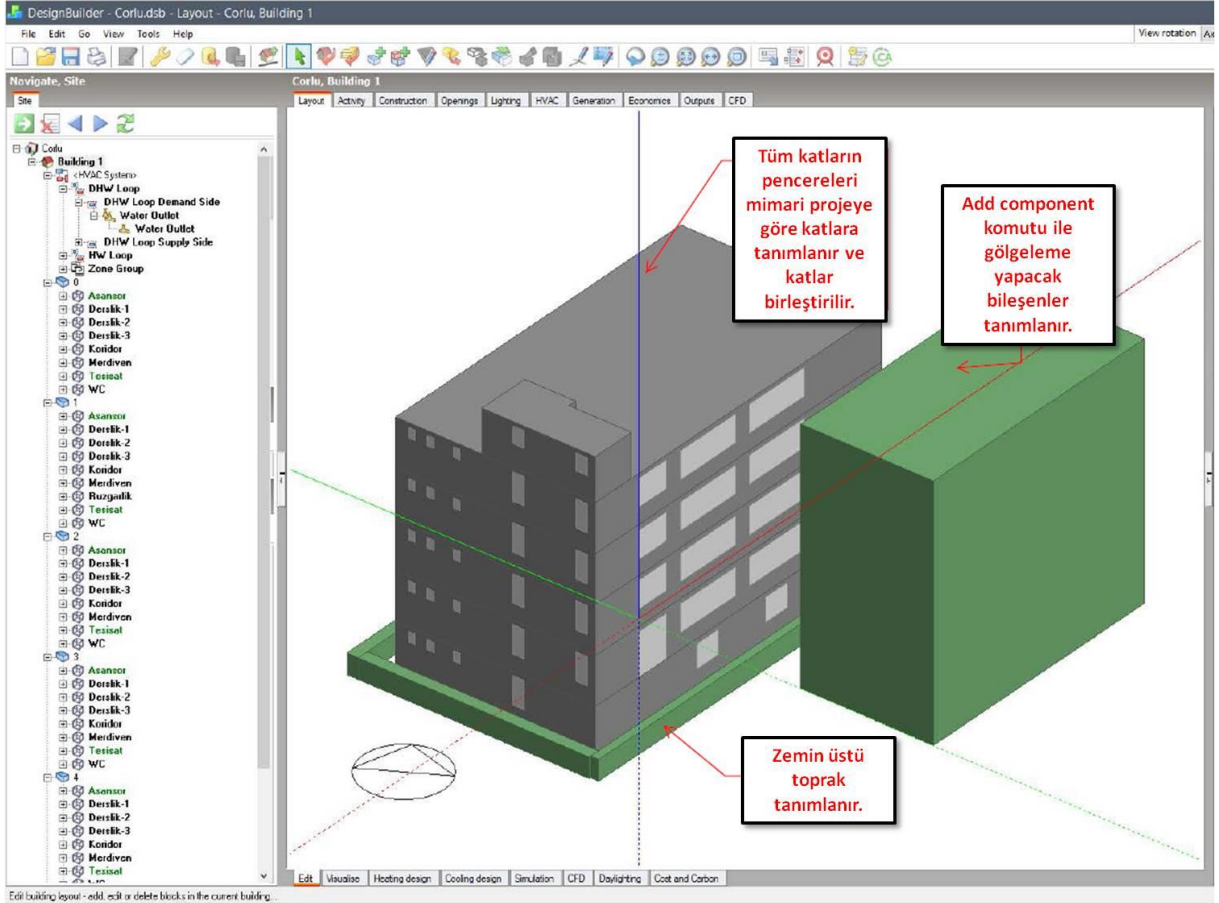 DesignBuilder - Corlu.dsb - Layout - Corlu, Building 1
File Edit Go View Tools Help
View rotation
Navigate, Site
Corlu, Building 1
Site
Layout Activity Construction Openings Lighting HVAC Generation Economics Outputs CFD
Corlu
Building 1
<HVAC System>
DHW Loop
DHW Loop Demand Side
Water Outlet
Water Outlet
DHW Loop Supply Side
HW Loop
Zone Group
0
Asansor
Derslik-1
Derslik-2
Derslik-3
Koridor
Merdiven
Tesisat
WC
1
Asansor
Derslik-1
Derslik-2
Derslik-3
Koridor
Merdiven
Ruzgarlik
Tesisat
WC
2
Asansor
Derslik-1
Derslik-2
Derslik-3
Koridor
Merdiven
Tesisat
WC
3
Asansor
Derslik-1
Derslik-2
Derslik-3
Koridor
Merdiven
Tesisat
WC
4
Asansor
Derslik-1
Derslik-2
Derslik-3
Koridor
Merdiven
Tesisat
Tüm katların
pencereleri
mimari projeye
göre katlara
tanımlanır ve
katlar
birleştirilir.
Add component
komutu ile
gölgeleme
yapacak
bileşenler
tanımlanır.
Zemin üstü
toprak
tanımlanır.
Edit Visualise Heating design Cooling design Simulation CFD Daylighting Cost and Carbon
Edit building layout - add, edit or delete blocks in the current building...